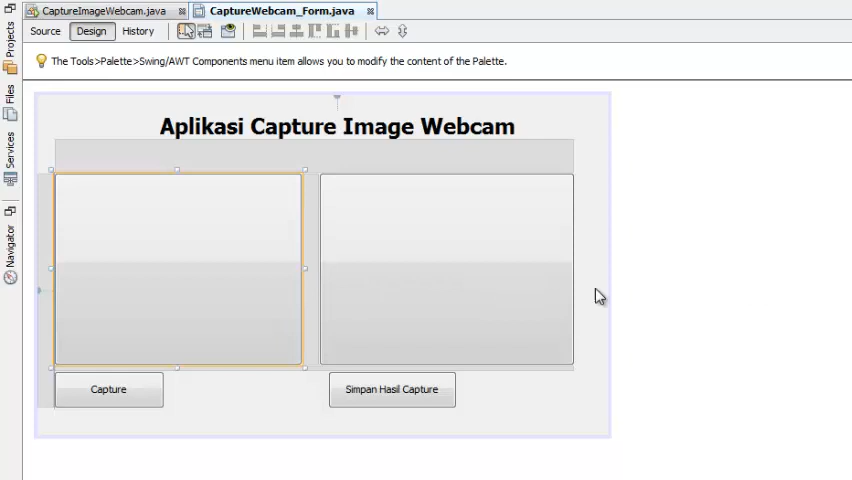 CaptureImageWebcam.java
CaptureWebcam_Form.java
Source Design History
The Tools>Palette>Swing/AWT Components menu item allows you to modify the content of the Palette.
Projects
Files
Services
Navigator
Aplikasi Capture Image Webcam
Capture
Simpan Hasil Capture